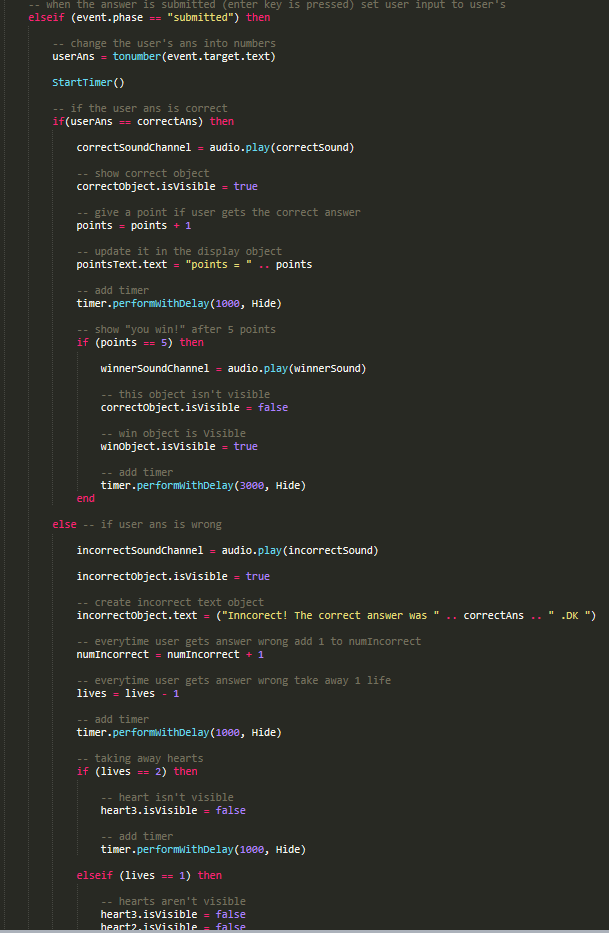 -- when the answer is submitted (enter key is pressed) set user input to user's
elseif (event.phase == "submitted") then
-- change the user's ans into numbers
userAns = tonumber(event.target.text)
StartTimer()
-- if the user ans is correct
if(userAns == correctAns) then
correctSoundChannel = audio.play(correctSound)
-- show correct object
correctObject.isVisible = true
-- give a point if user gets the correct answer
points = points + 1
-- update it in the display object
pointsText.text = "points = " .. points
-- add timer
timer.performWithDelay(1000, Hide)
-- show "you win!" after 5 points
if (points == 5) then
winnerSoundChannel = audio.play(winnerSound)
-- this object isn't visible
correctObject.isVisible = false
-- win object is Visible
winObject.isVisible = true
-- add timer
timer.performWithDelay(3000, Hide)
end
else -- if user ans is wrong
incorrectSoundChannel = audio.play(incorrectSound)
incorrectObject.isVisible = true
-- create incorrect text object
incorrectObject.text = ("Inncorect! The correct answer was " .. correctAns .. " .DK ")
-- everytime user gets answer wrong add 1 to numIncorrect
numIncorrect = numIncorrect + 1
-- everytime user gets answer wrong take away 1 life
lives = lives - 1
-- add timer
timer.performWithDelay(1000, Hide)
-- taking away hearts
if (lives == 2) then
-- heart isn't visible
heart3.isVisible = false
-- add timer
timer.performWithDelay(1000, Hide)
elseif (lives == 1) then
-- hearts aren't visible
heart3.isVisible = false
heart2.isVisible = false